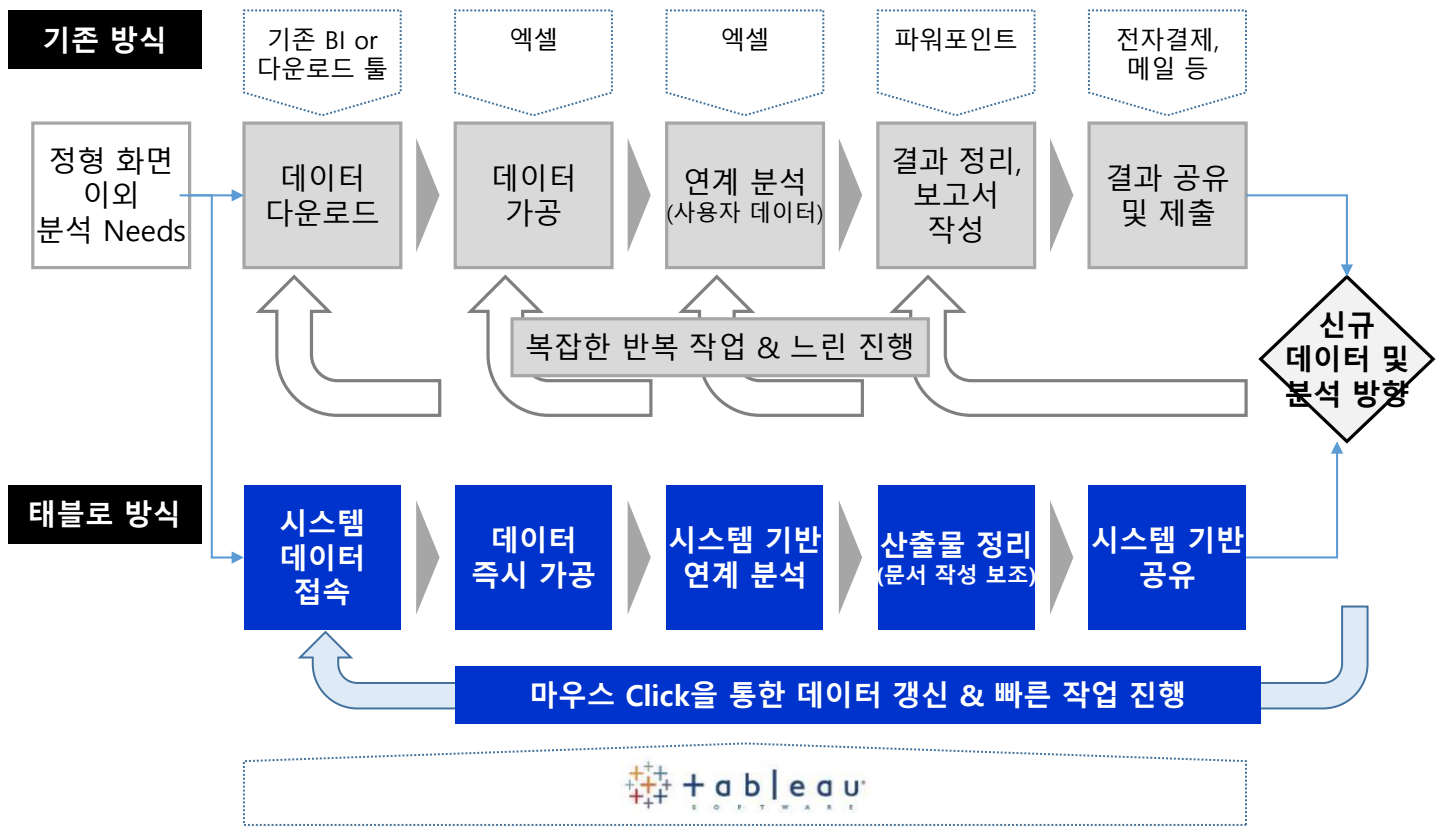 기존 방식
기존 BI or
다운로드 툴
엑셀
엑셀
파워포인트
전자결제,
메일 등
정형 화면
이외
분석 Needs
데이터
다운로드
데이터
가공
연계 분석
(사용자 데이터)
결과 정리,
보고서
작성
결과 공유
및 제출
복잡한 반복 작업 & 느린 진행
신규
데이터 및
분석 방향
태블로 방식
시스템
데이터
접속
데이터
즉시 가공
시스템 기반
연계 분석
산출물 정리
(문서 작성 보조)
시스템 기반
공유
마우스 Click을 통한 데이터 갱신 & 빠른 작업 진행
+ableau
SOFTWARE